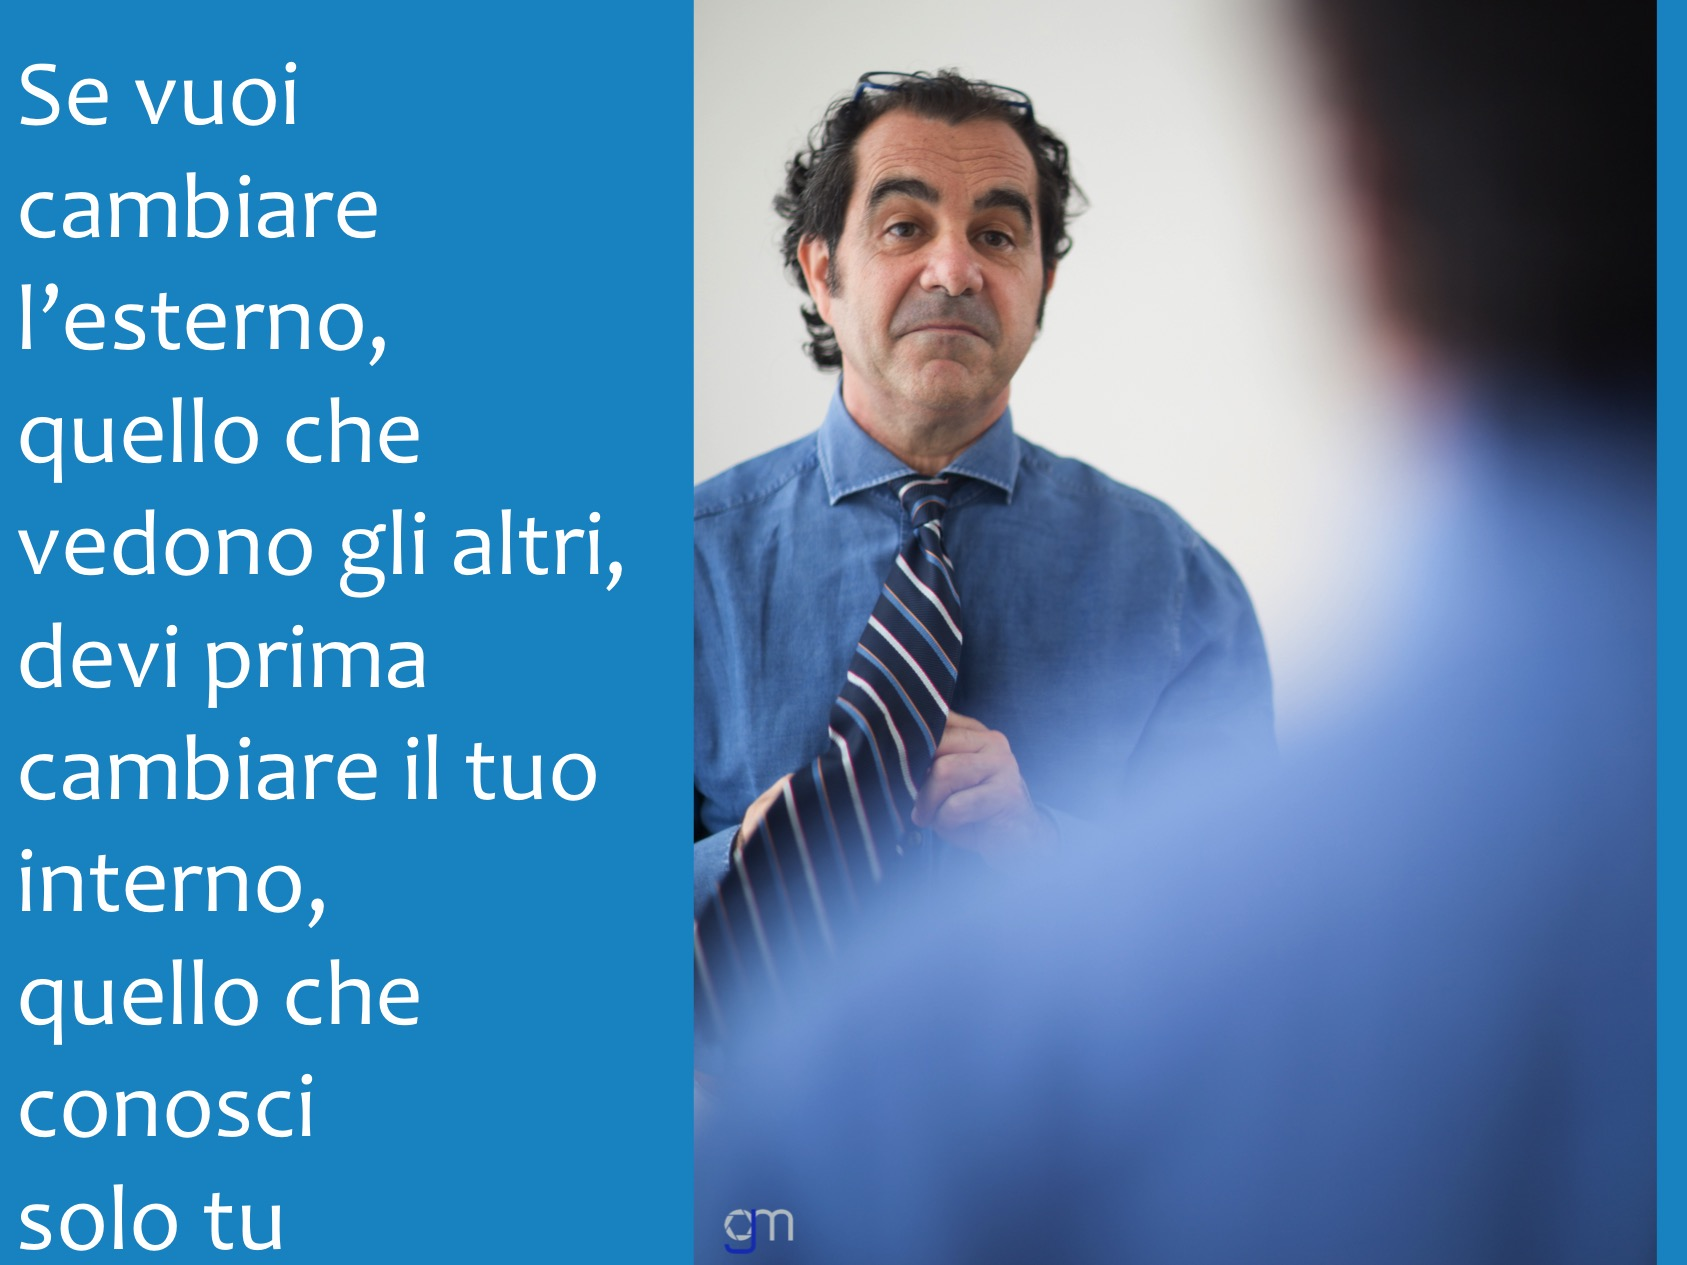 Se vuoi
cambiare
l’esterno,
quello che
vedono gli altri,
devi prima
cambiare il tuo
interno,
quello che
conosci
solo tu
gm